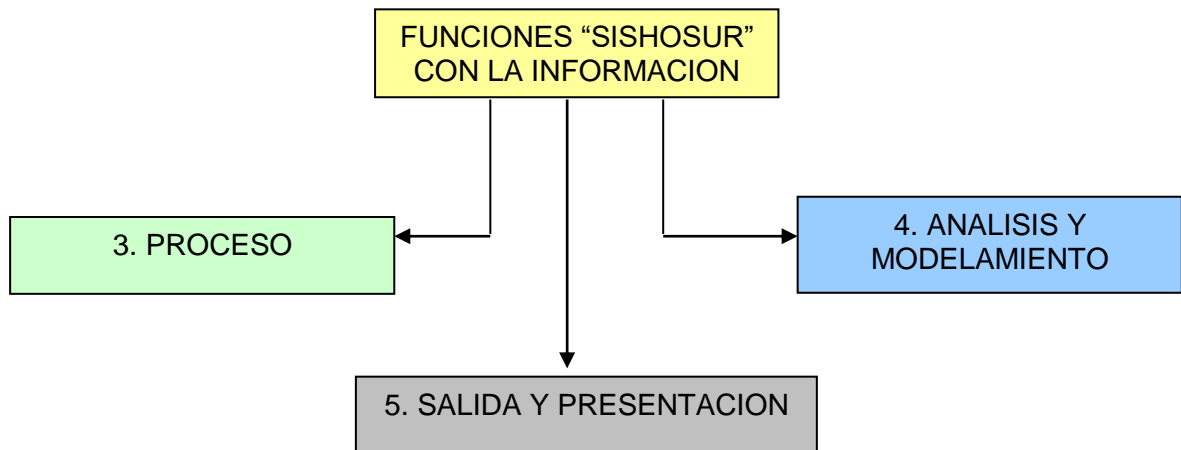 FUNCIONES “SISHOSUR”
CON LA INFORMACION
3. PROCESO
4. ANALISIS Y
MODELAMIENTO
5. SALIDA Y PRESENTACION